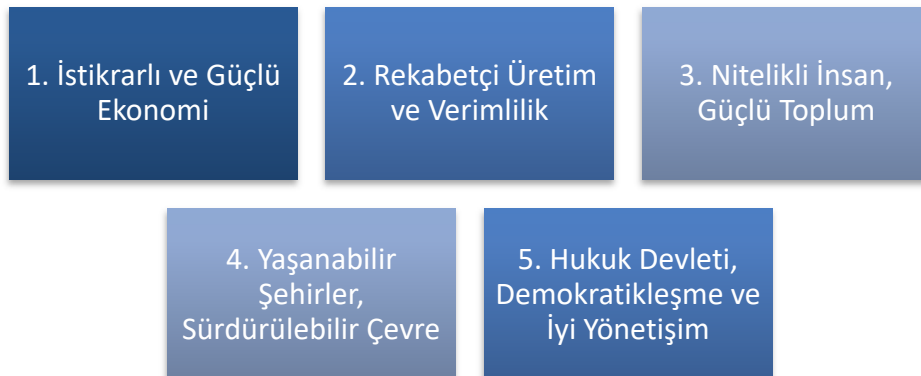 1. İstikrarlı ve Güçlü
Ekonomi
2. Rekabetçi Üretim
ve Verimlilik
3. Nitelikli İnsan,
Güçlü Toplum
4. Yaşanabilir
Şehirler,
Sürdürülebilir Çevre
5. Hukuk Devleti,
Demokratikleşme ve
İyi Yönetişim